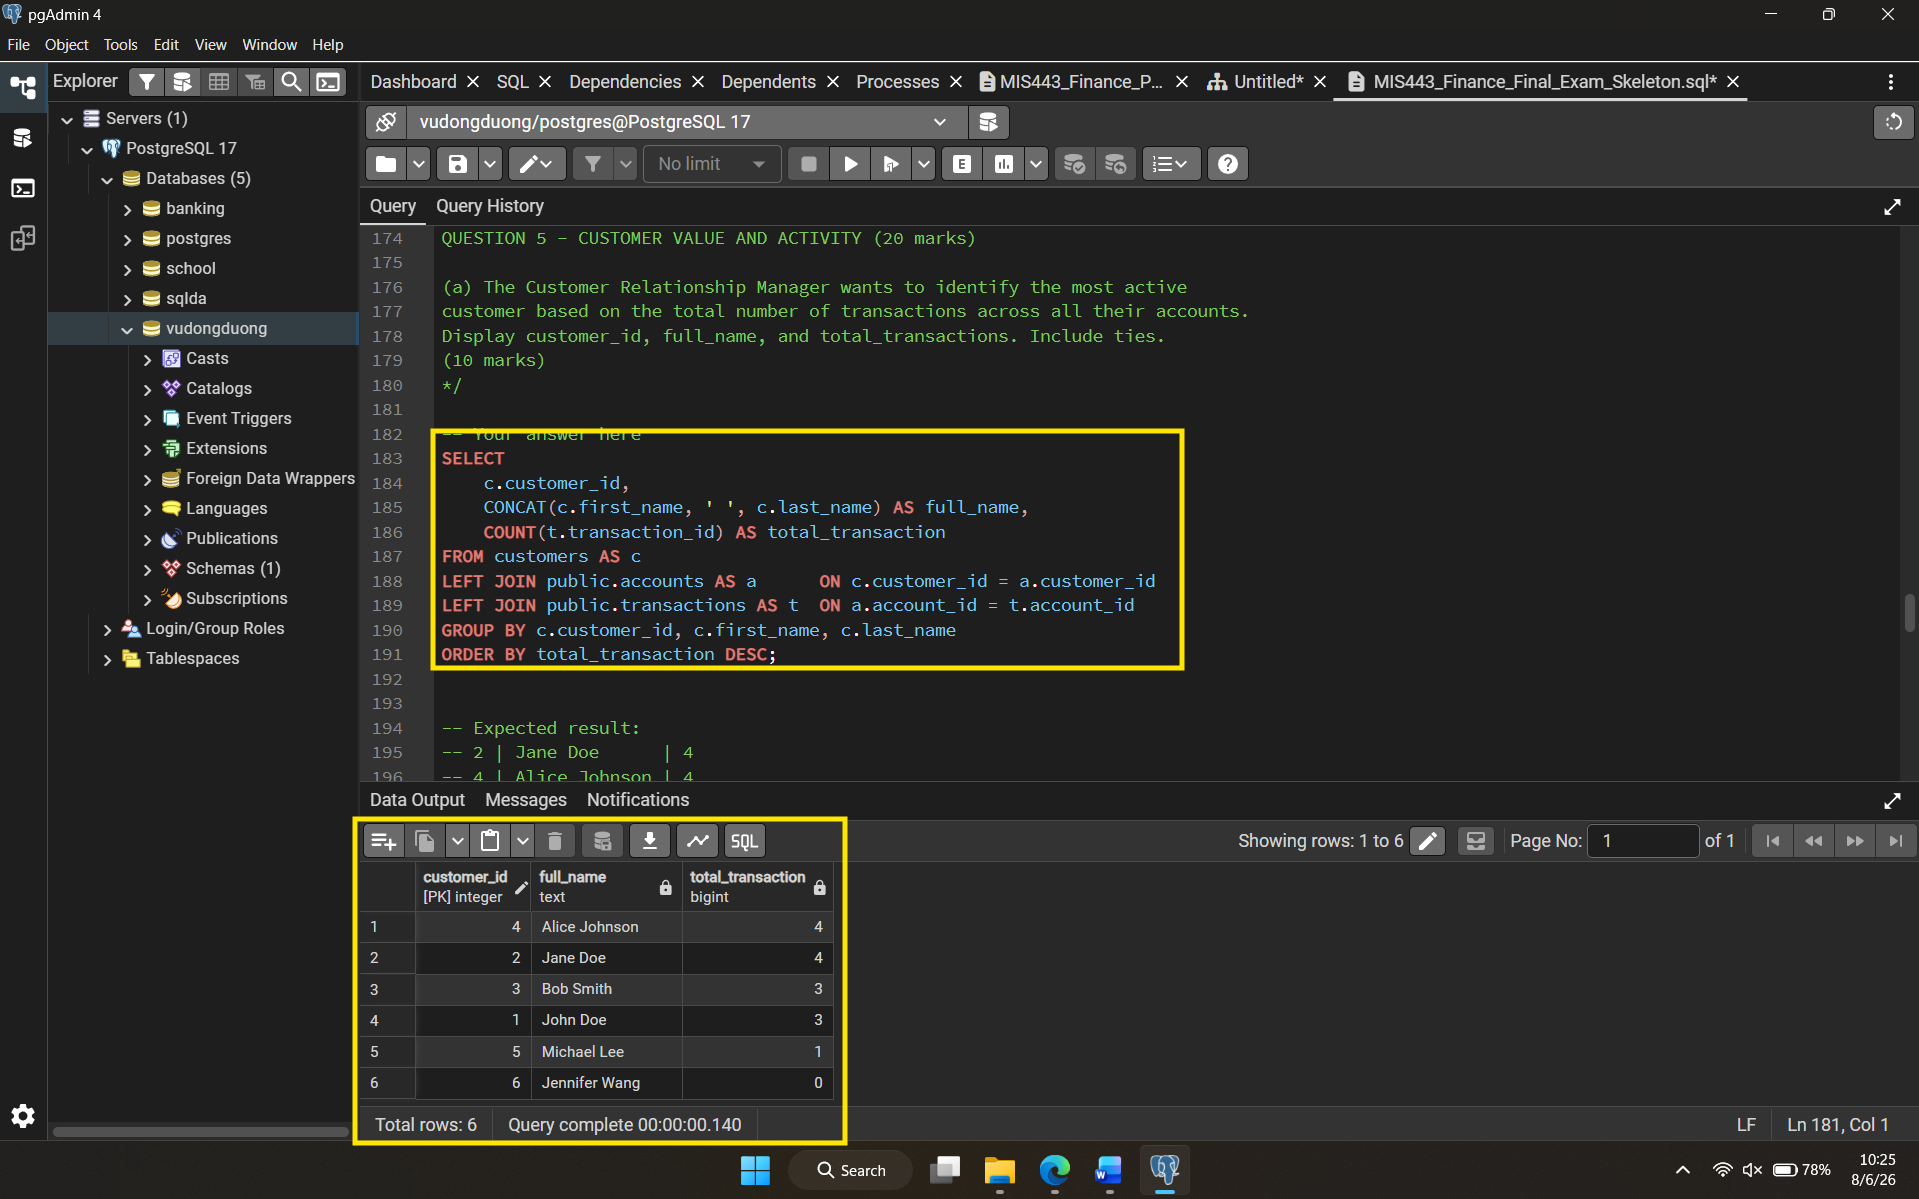 pgAdmin 4
File Object Tools Edit View Window Help
Explorer
Dashboard SQL Dependencies Dependents Processes MIS443_Finance_P... Untitled* MIS443_Finance_Final_Exam_Skeleton.sql*
Servers (1)
PostgreSQL 17
Databases (5)
banking
postgres
school
sqlda
vudongduong
Casts
Catalogs
Event Triggers
Extensions
Foreign Data Wrappers
Languages
Publications
Schemas (1)
Subscriptions
Login/Group Roles
Tablespaces
vudongduong/postgres@PostgreSQL 17
No limit
E
Query Query History
174 QUESTION 5 - CUSTOMER VALUE AND ACTIVITY (20 marks)
175
176 (a) The Customer Relationship Manager wants to identify the most active
177 customer based on the total number of transactions across all their accounts.
178 Display customer_id, full_name, and total_transactions. Include ties.
179 (10 marks)
180 */
181
182 -- Your answer here
183 SELECT
184 c.customer_id,
185 CONCAT(c.first_name, ' ', c.last_name) AS full_name,
186 COUNT(t.transaction_id) AS total_transaction
187 FROM customers AS c
188 LEFT JOIN public.accounts AS a ON c.customer_id = a.customer_id
189 LEFT JOIN public.transactions AS t ON a.account_id = t.account_id
190 GROUP BY c.customer_id, c.first_name, c.last_name
191 ORDER BY total_transaction DESC;
192
193
194 -- Expected result:
195 -- 2 | Jane Doe | 4
196 -- 4 | Alice Johnson | 4
Data Output Messages Notifications
SQL
Showing rows: 1 to 6 Page No: 1 of 1
customer_id full_name total_transaction
[PK] integer text bigint
1 4 Alice Johnson 4
2 2 Jane Doe 4
3 3 Bob Smith 3
4 1 John Doe 3
5 5 Michael Lee 1
6 6 Jennifer Wang 0
Total rows: 6 Query complete 00:00:00.140
LF Ln 181, Col 1
Search
78%
10:25
8/6/26